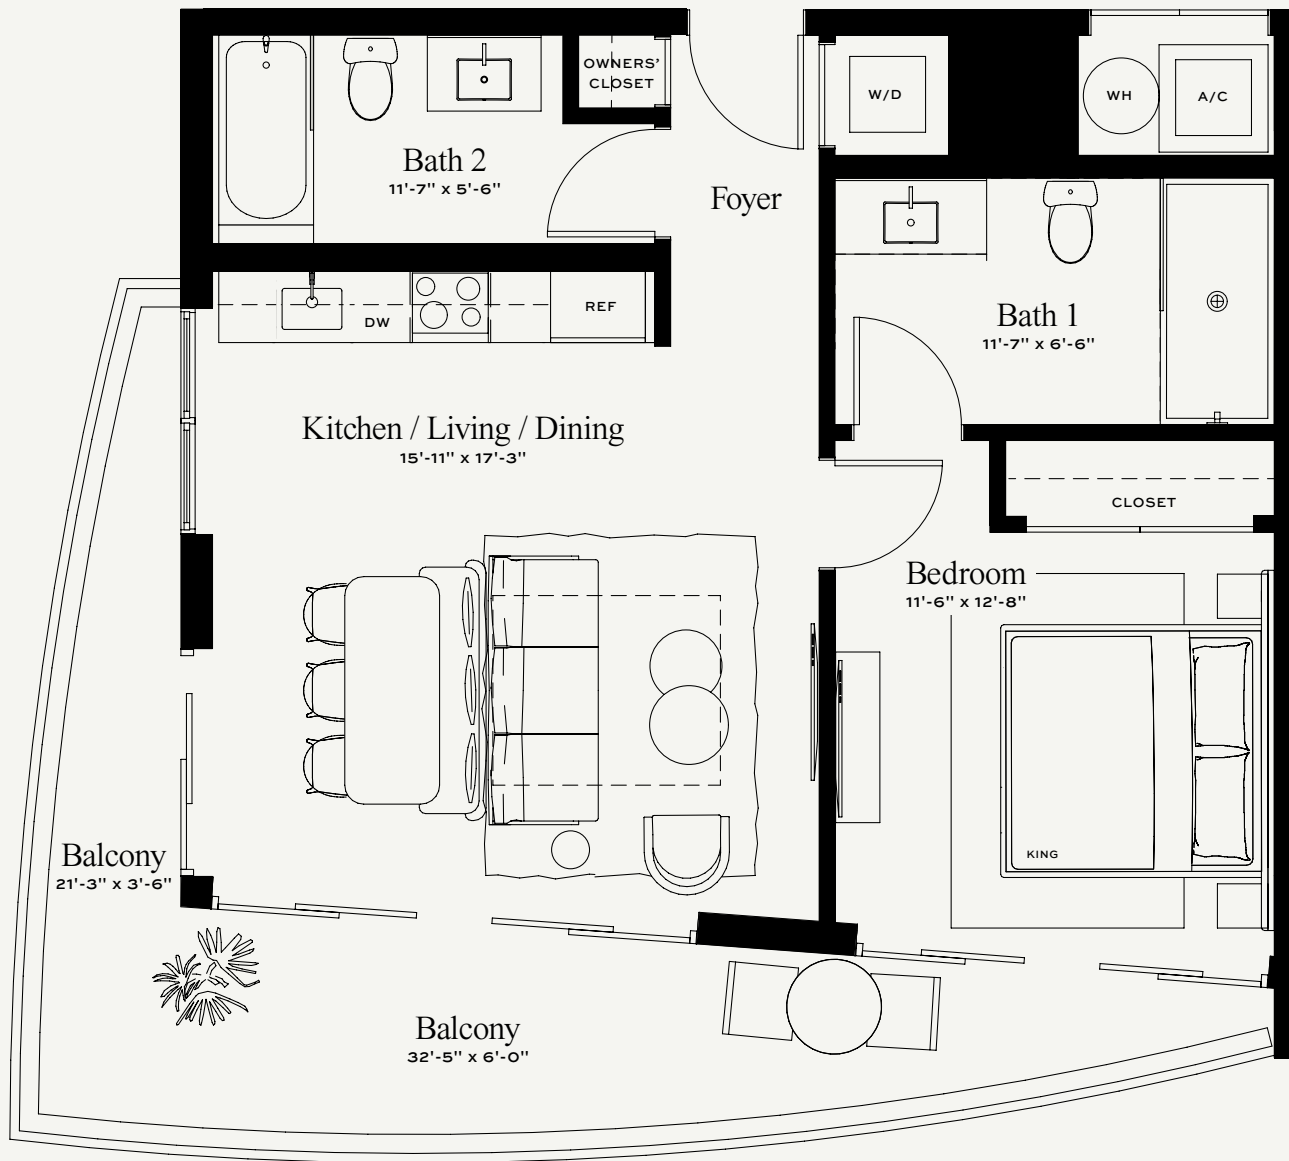 OWNERS'
CLOSET
W/D
WH
A/C
Bath 2
11'-7" x 5'-6"
Foyer
REF
DW
Bath 1
11'-7" x 6'-6"
Kitchen / Living / Dining
15'-11" x 17'-3"
CLOSET
Bedroom
11'-6" x 12'-8"
KING
Balcony
21'-3" x 3'-6"
Balcony
32'-5" x 6'-0"